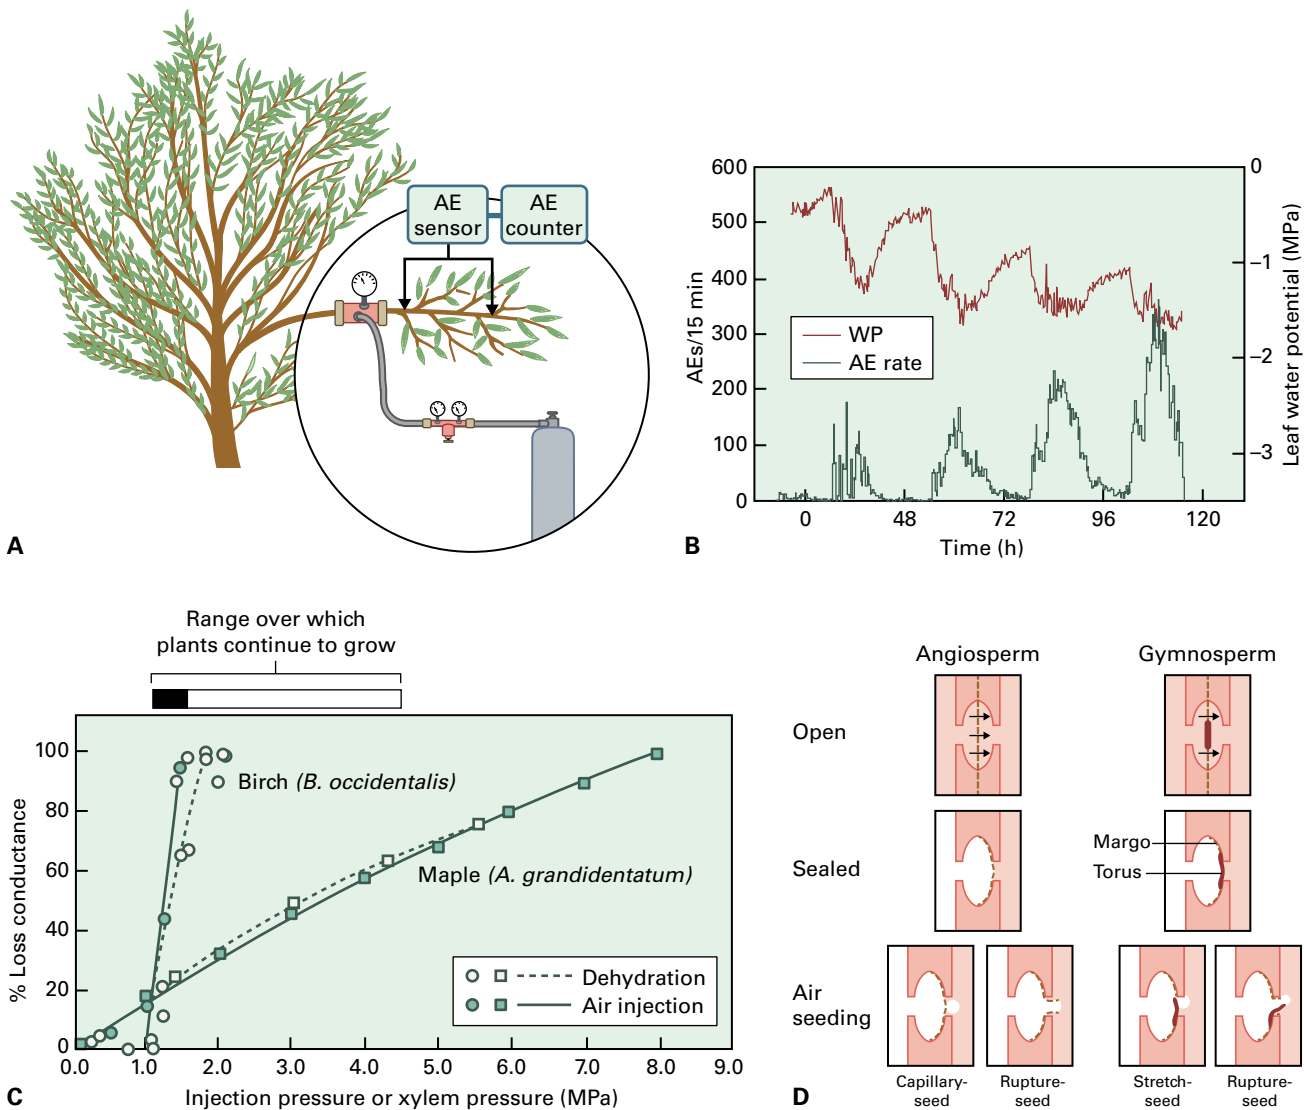 AE
sensor
AE
counter
A
600
500
400
300
200
100
0
AEs/15 min
0
–1
–2
–3
Leaf water potential (MPa)
WP
AE rate
0
48
72
96
120
Time (h)
B
Range over which
plants continue to grow
100
80
60
40
20
0
% Loss conductance
Birch (B. occidentalis)
Maple (A. grandidentatum)
Dehydration
Air injection
0.0
1.0
2.0
3.0
4.0
5.0
6.0
7.0
8.0
9.0
Injection pressure or xylem pressure (MPa)
C
Angiosperm
Gymnosperm
Open
Sealed
Margo
Torus
Air
seeding
Capillary-
seed
Rupture-
seed
Stretch-
seed
Rupture-
seed
D